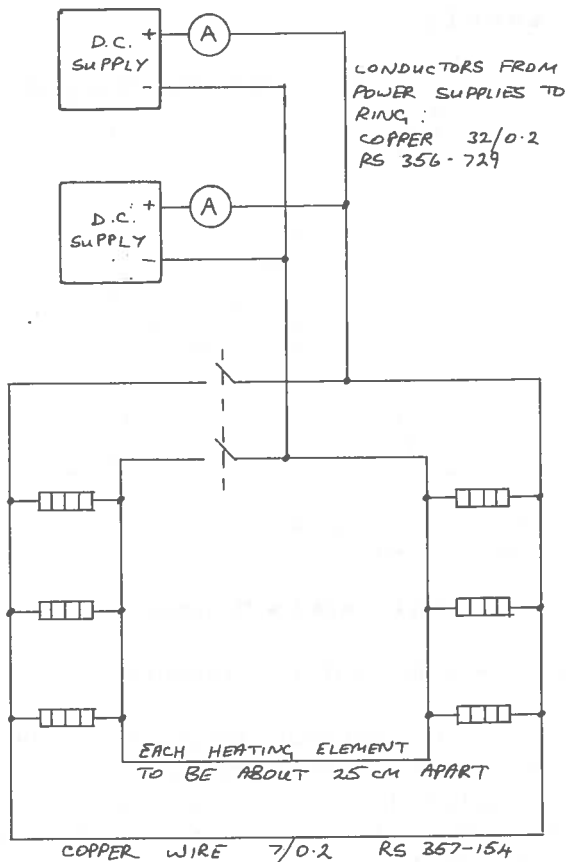 D.C.
SUPPLY
+
-
A
CONDUCTORS FROM
POWER SUPPLIES TO
RING :
COPPER 32/0.2
RS 356-729
D.C.
SUPPLY
+
-
A
EACH HEATING ELEMENT
TO BE ABOUT 25 CM APART
COPPER WIRE 7/0.2 RS 357-154